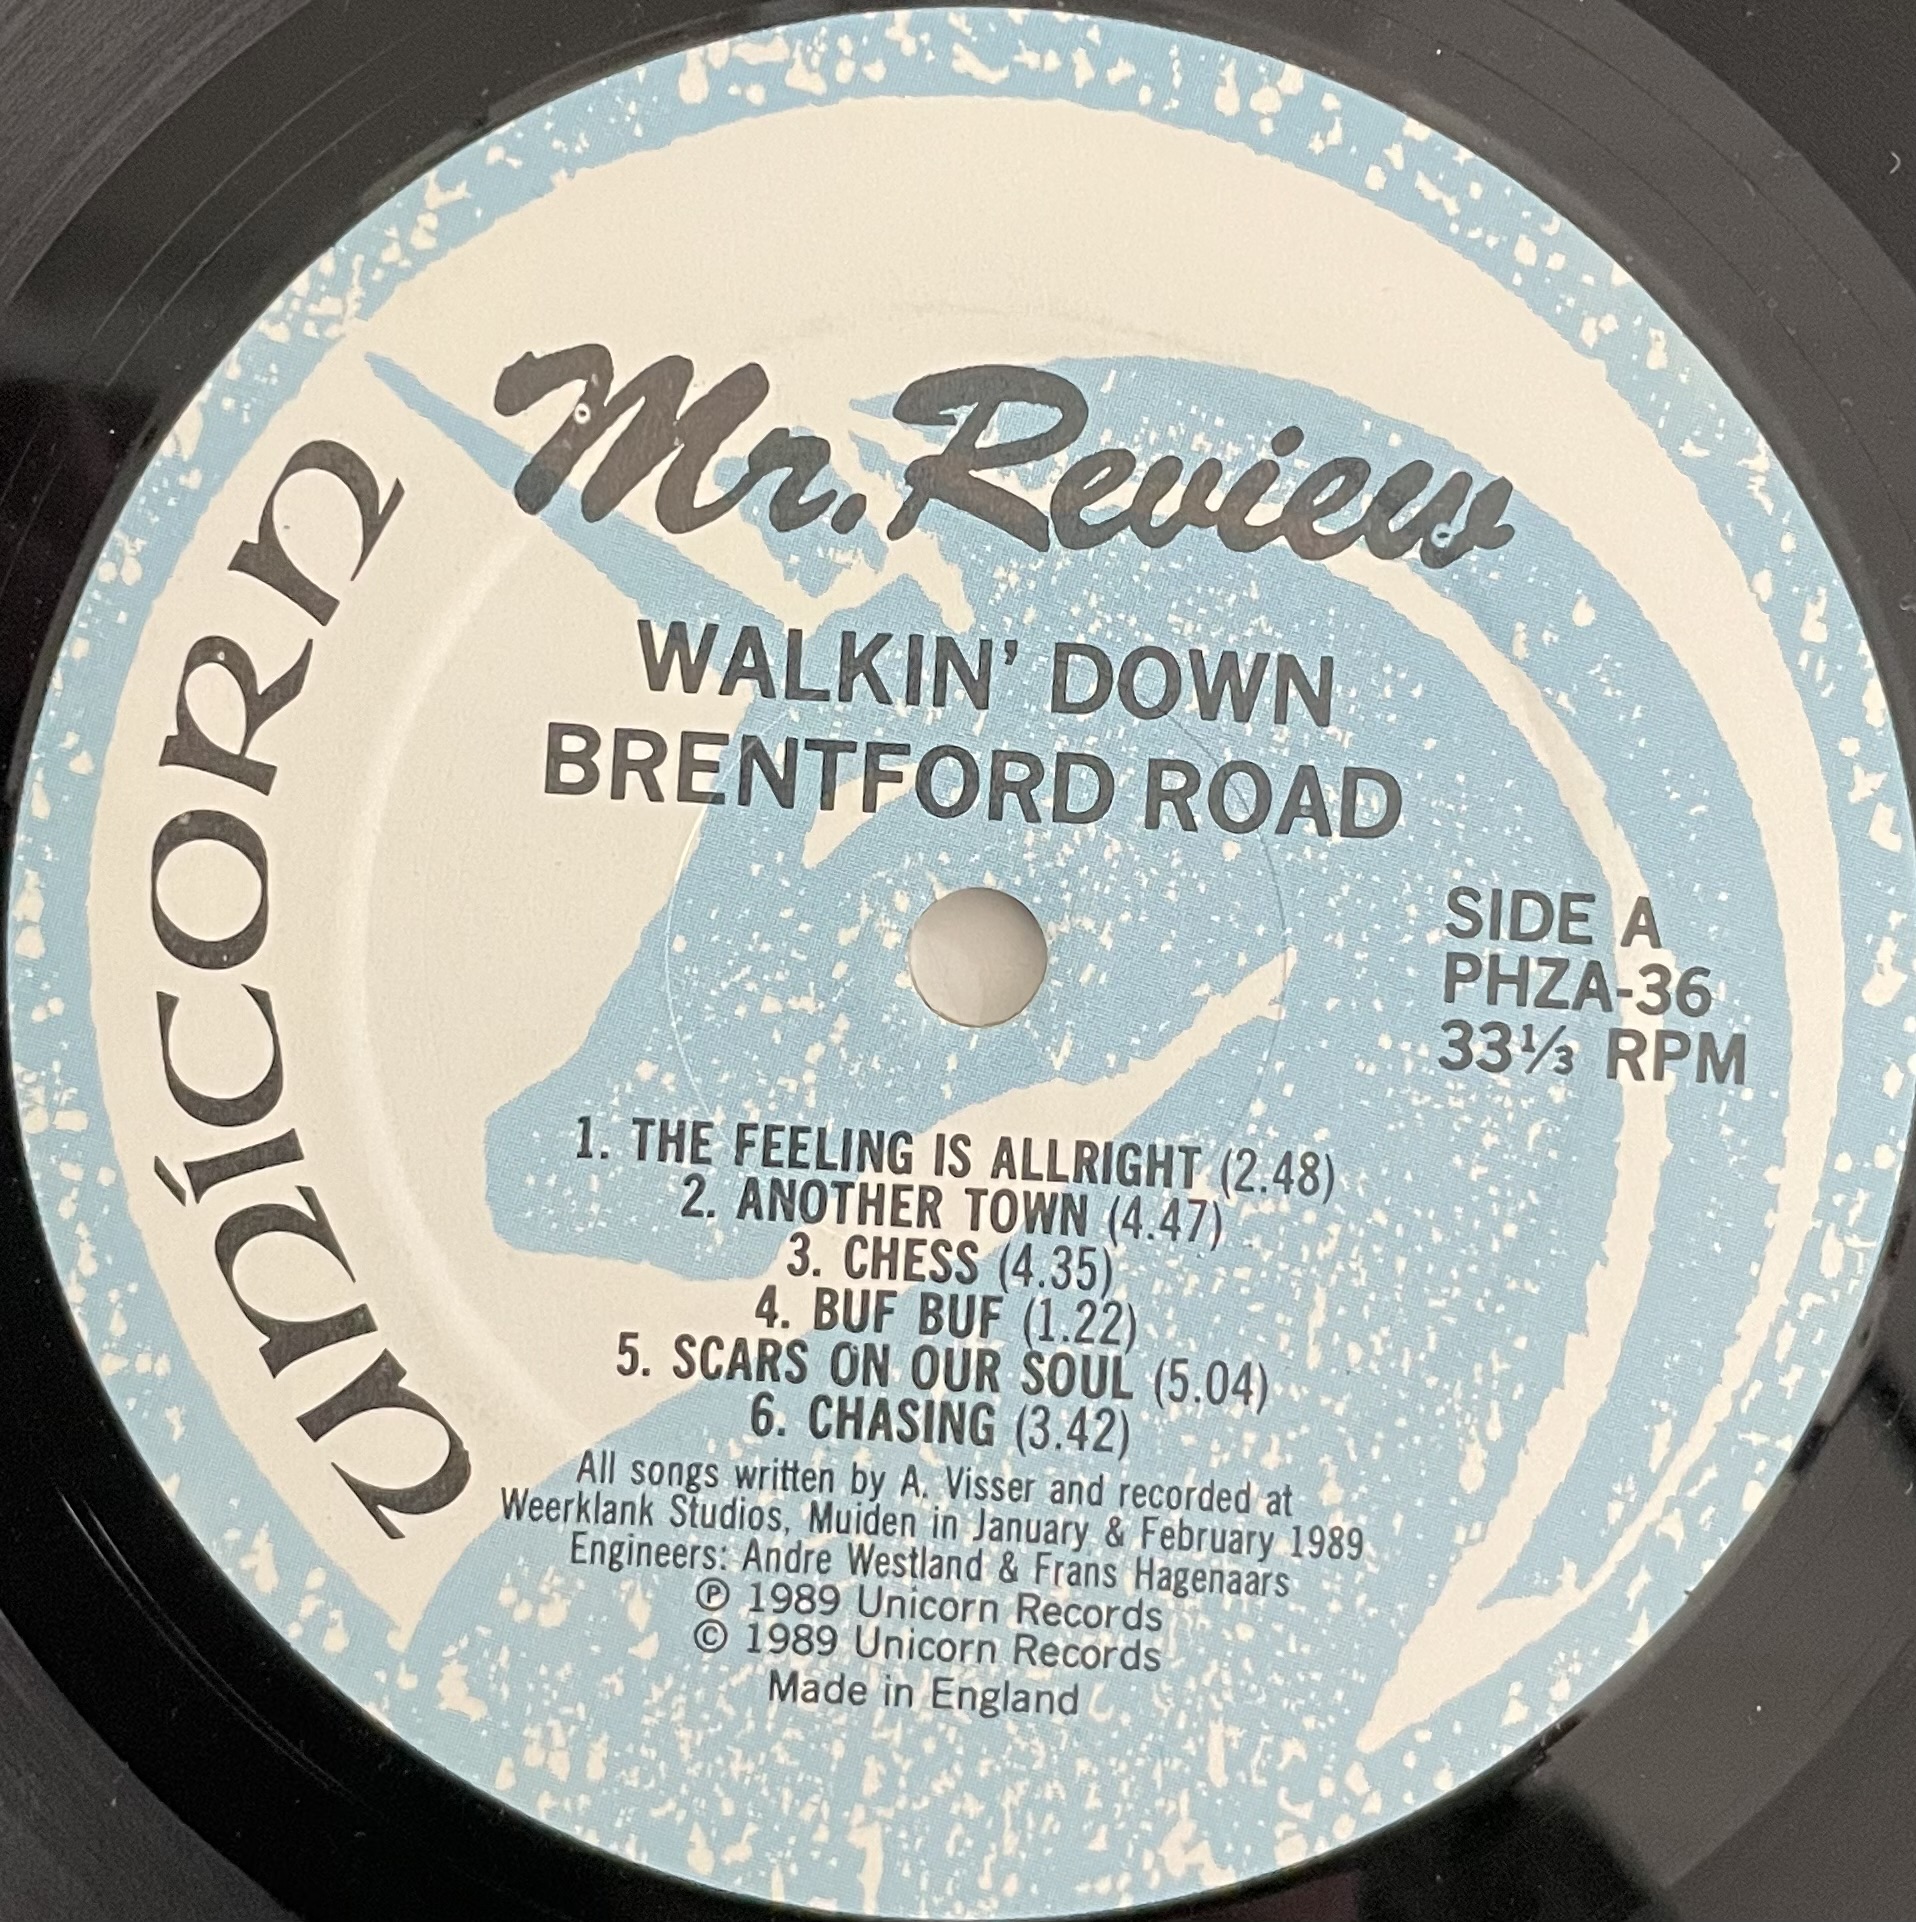 unicorn
Mr. Review
WALKIN' DOWN
BRENTFORD ROAD
SIDE A
PHZA-36
33⅓ RPM
1. THE FEELING IS ALLRIGHT (2.48)
2. ANOTHER TOWN (4.47)
3. CHESS (4.35)
4. BUF BUF (1.22)
5. SCARS ON OUR SOUL (5.04)
6. CHASING (3.42)
All songs written by A. Visser and recorded at
Weerklank Studios, Muiden in January & February 1989
Engineers: Andre Westland & Frans Hagenaars
℗ 1989 Unicorn Records
© 1989 Unicorn Records
Made in England